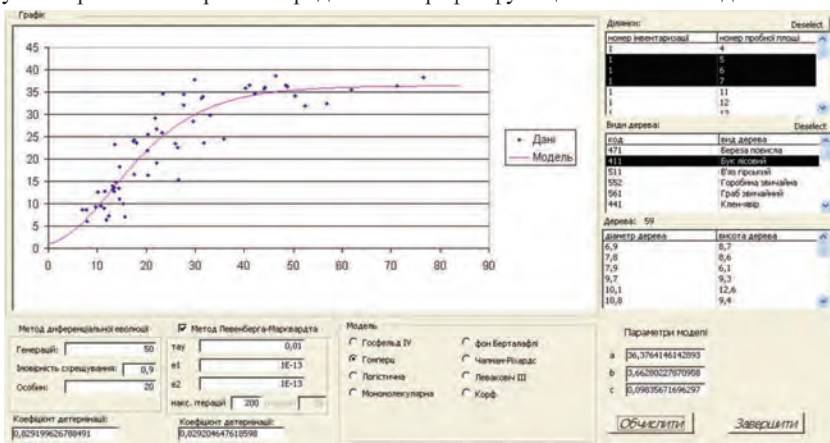 Графік
45
40
35
30
25
20
15
10
5
0
0 10 20 30 40 50 60 70 80 90
Дані
Модель
Ділянки: Deselect
номер інвентаризації номер пробної площі
1 4
1 5
1 6
1 7
1 11
1 12
Види дерева: Deselect
код вид дерева
471 Береза повисла
411 Бук лісовий
511 В'яз гірський
552 Горобина звичайна
561 Граб звичайний
441 Клен-явір
Дерева: 59
діаметр дерева висота дерева
6,9 8,7
7,8 8,6
7,9 6,1
9,7 9,3
10,1 12,6
10,8 9,4
Метод диференціальної еволюції
Генерацій: 50
Імовірність схрещування: 0,9
Особин: 20
Коефіцієнт детермінації:
0,829199626788491
Метод Левенберга-Марквардта
тау 0,01
e1 1E-13
e2 1E-13
макс. ітерацій 200
Коефіцієнт детермінації:
0,829204647618598
Модель
Госфельд IV
Гомперц
Логістична
Мономолекулярна
фон Берталафі
Чапман-Річардс
Леваковіч III
Корф
Параметри моделі
a 36,3764146142893
b 3,66280227870958
c 0,09835671696297
Обчислити Завершити